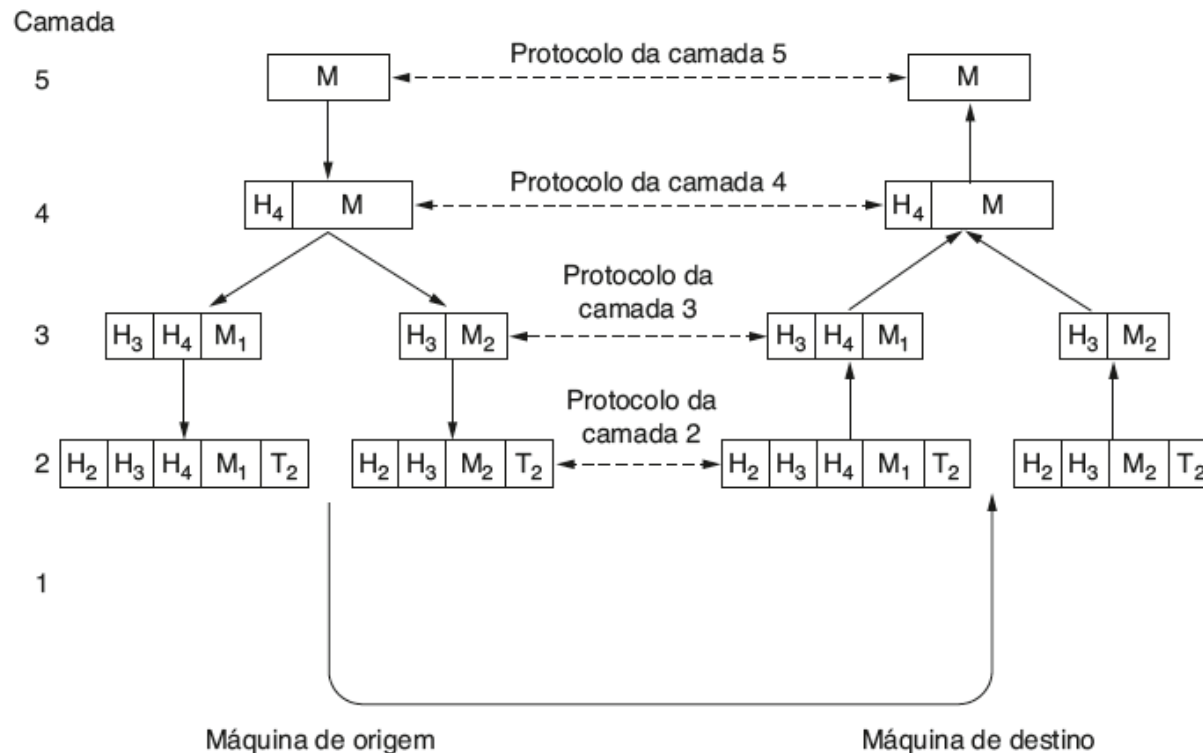 Camada
5
M
Protocolo da camada 5
M
4
H₄ M
Protocolo da camada 4
H₄ M
3
H₃ H₄ M₁
H₃ M₂
Protocolo da
camada 3
H₃ H₄ M₁
H₃ M₂
2
H₂ H₃ H₄ M₁ T₂
H₂ H₃ M₂ T₂
Protocolo da
camada 2
H₂ H₃ H₄ M₁ T₂
H₂ H₃ M₂ T₂
1
Máquina de origem
Máquina de destino